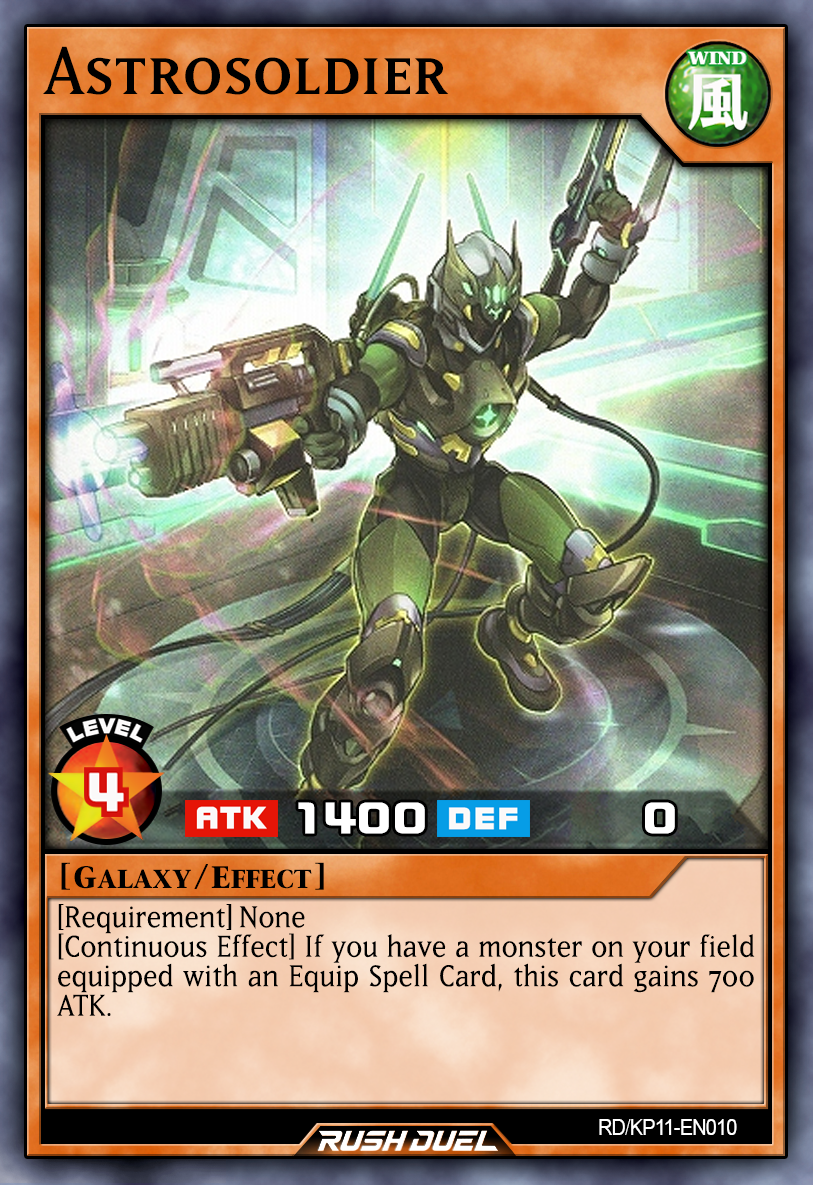 Astrosoldier
WIND
風
LEVEL
4
ATK 1400 DEF 0
[Galaxy/Effect]
[Requirement] None
[Continuous Effect] If you have a monster on your field
equipped with an Equip Spell Card, this card gains 700
ATK.
RD/KP11-EN010
RUSH DUEL